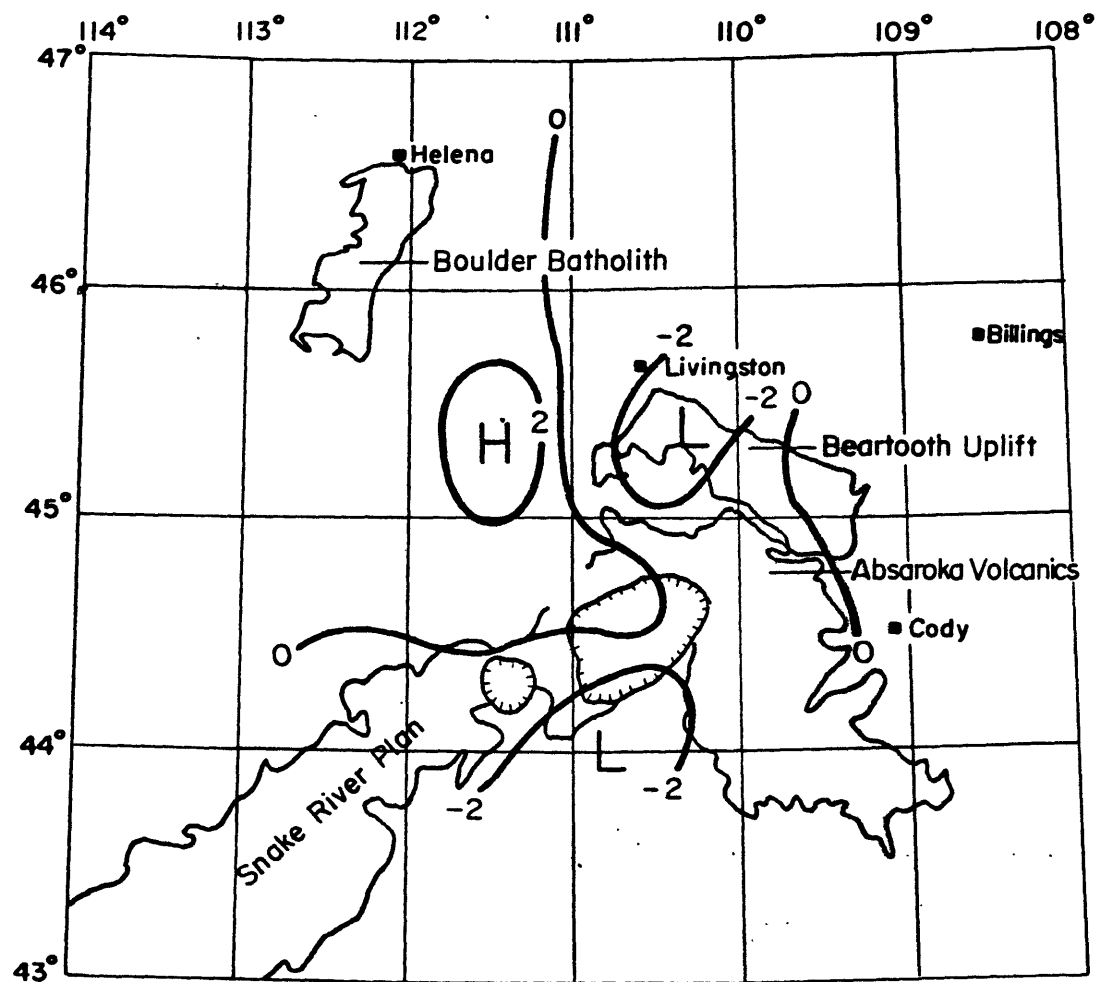 114° 113° 112° 111° 110° 109° 108°
47°
0
Helena
Boulder Batholith
46°
-2
Billings
Livingston
-2 0
H 2 L
Beartooth Uplift
45°
Absaroka Volcanics
Cody
0
0
44°
L
Snake River Plan
-2 -2
43°